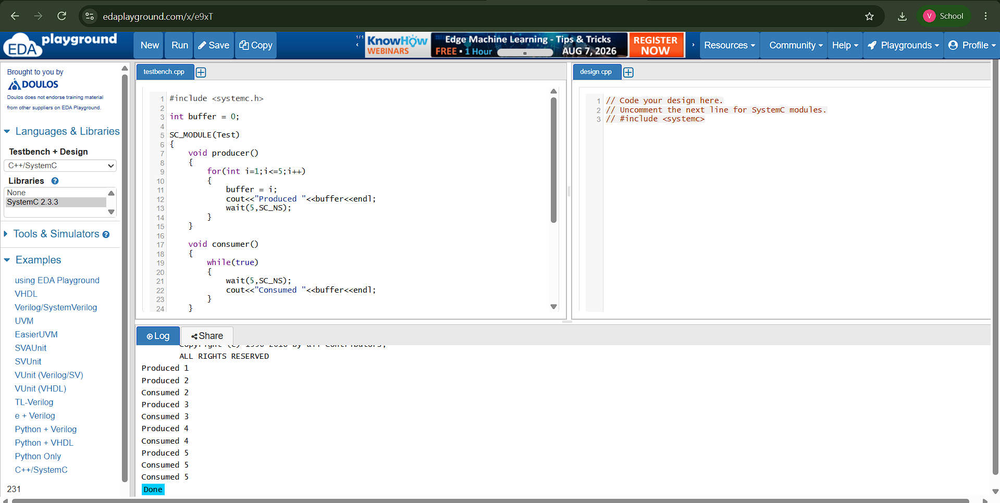 edaplayground.com/x/e9xT
School
V
EDA playground
New
Run
Save
Copy
1/1
KnowHow
WEBINARS
Edge Machine Learning - Tips & Tricks
FREE • 1 Hour
AUG 7, 2026
REGISTER
NOW
Resources
Community
Help
Playgrounds
Profile
Brought to you by
DOULOS
Doulos does not endorse training material
from other suppliers on EDA Playground.
Languages & Libraries
Testbench + Design
C++/SystemC
Libraries
None
SystemC 2.3.3
Tools & Simulators
Examples
using EDA Playground
VHDL
Verilog/SystemVerilog
UVM
EasierUVM
SVAUnit
SVUnit
VUnit (Verilog/SV)
VUnit (VHDL)
TL-Verilog
e + Verilog
Python + Verilog
Python + VHDL
Python Only
C++/SystemC
231
testbench.cpp
1 #include <systemc.h>
2
3 int buffer = 0;
4
5 SC_MODULE(Test)
6 {
7     void producer()
8     {
9         for(int i=1;i<=5;i++)
10         {
11             buffer = i;
12             cout<<"Produced "<<buffer<<endl;
13             wait(5,SC_NS);
14         }
15     }
16
17     void consumer()
18     {
19         while(true)
20         {
21             wait(5,SC_NS);
22             cout<<"Consumed "<<buffer<<endl;
23         }
24     }
design.cpp
1 // Code your design here.
2 // Uncomment the next line for SystemC modules.
3 // #include <systemc>
Log
Share
Copyright (c) 1996-2018 by all Contributors,
ALL RIGHTS RESERVED
Produced 1
Produced 2
Consumed 2
Produced 3
Consumed 3
Produced 4
Consumed 4
Produced 5
Consumed 5
Consumed 5
Done